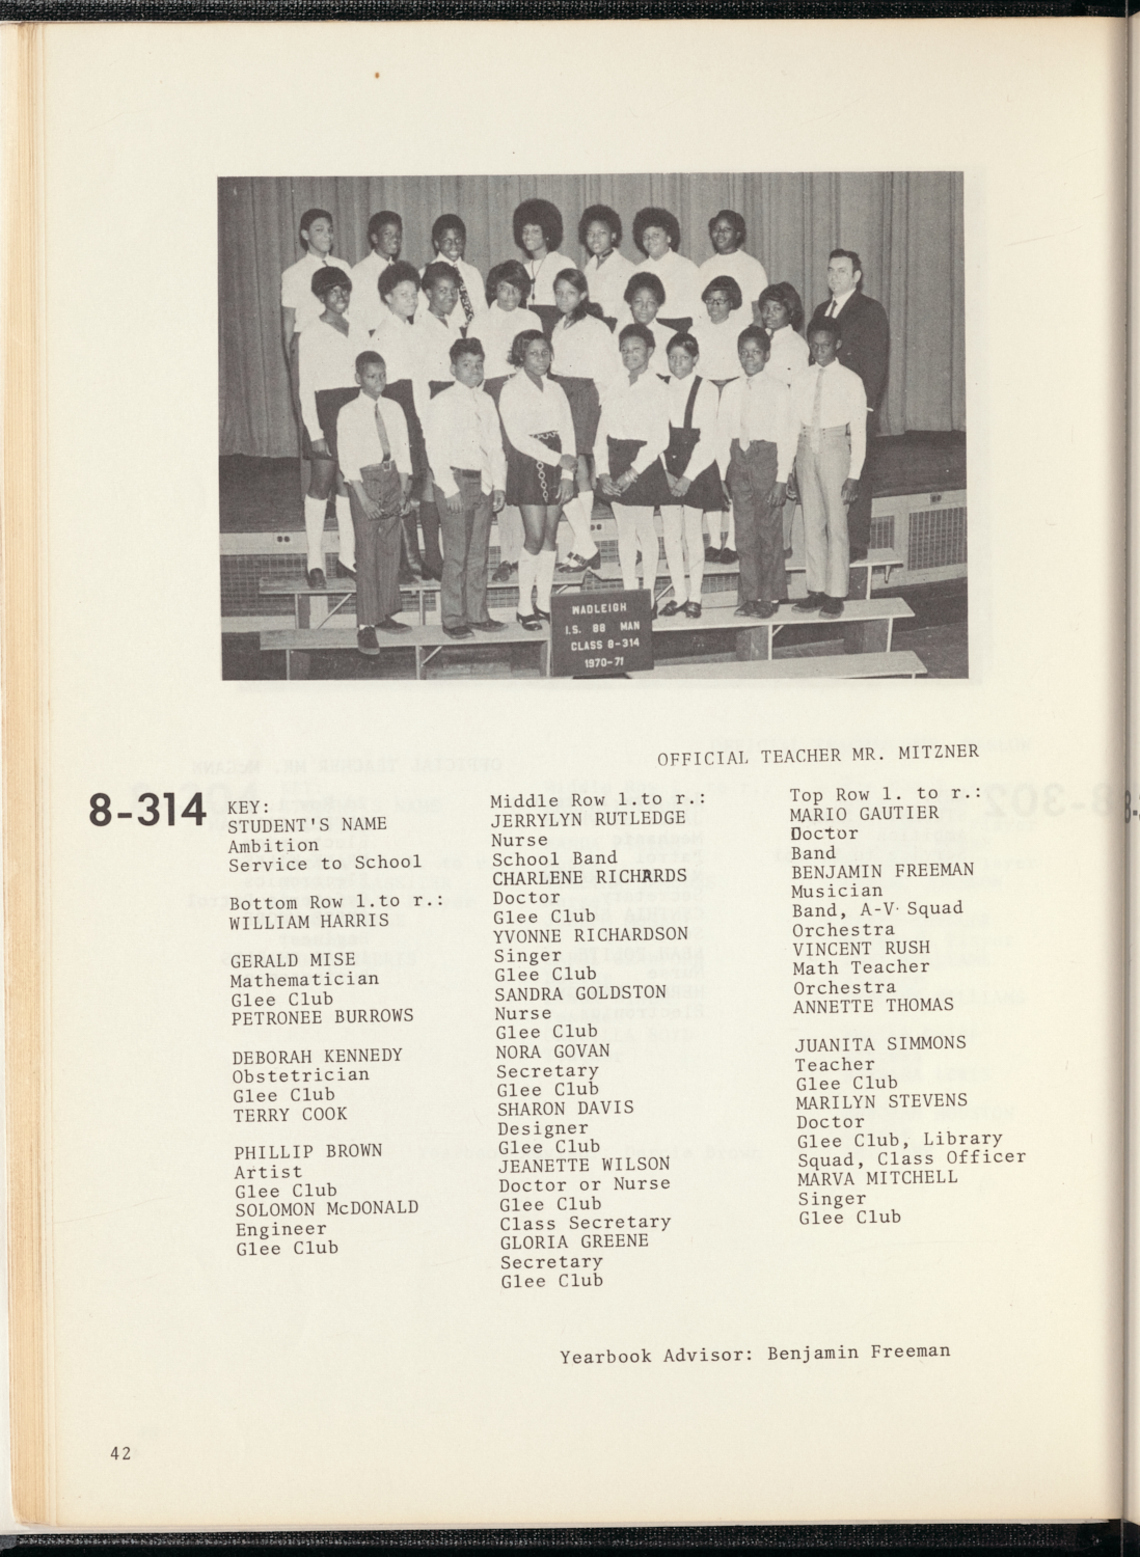 WADLEIGH
I.S. 88 MAN
CLASS 8-314
1970-71
OFFICIAL TEACHER MR. MITZNER
8-314
KEY:
STUDENT'S NAME
Ambition
Service to School
Bottom Row l.to r.:
WILLIAM HARRIS
GERALD MISE
Mathematician
Glee Club
PETRONEE BURROWS
DEBORAH KENNEDY
Obstetrician
Glee Club
TERRY COOK
PHILLIP BROWN
Artist
Glee Club
SOLOMON McDONALD
Engineer
Glee Club
Middle Row l.to r.:
JERRYLYN RUTLEDGE
Nurse
School Band
CHARLENE RICHARDS
Doctor
Glee Club
YVONNE RICHARDSON
Singer
Glee Club
SANDRA GOLDSTON
Nurse
Glee Club
NORA GOVAN
Secretary
Glee Club
SHARON DAVIS
Designer
Glee Club
JEANETTE WILSON
Doctor or Nurse
Glee Club
Class Secretary
GLORIA GREENE
Secretary
Glee Club
Top Row l. to r.:
MARIO GAUTIER
Doctor
Band
BENJAMIN FREEMAN
Musician
Band, A-V Squad
Orchestra
VINCENT RUSH
Math Teacher
Orchestra
ANNETTE THOMAS
JUANITA SIMMONS
Teacher
Glee Club
MARILYN STEVENS
Doctor
Glee Club, Library
Squad, Class Officer
MARVA MITCHELL
Singer
Glee Club
Yearbook Advisor: Benjamin Freeman
42